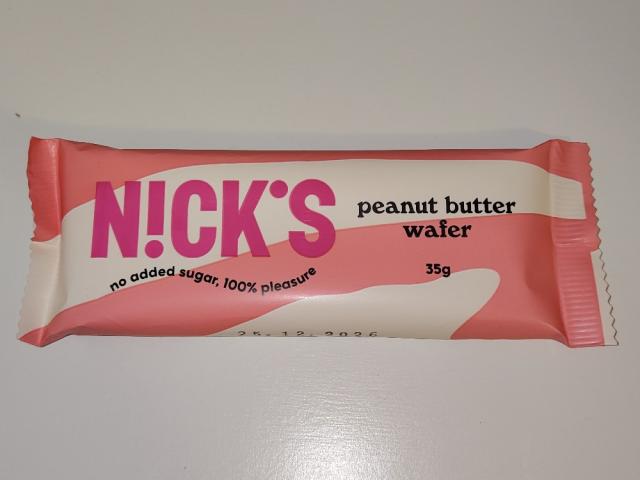 N!CK'S
no added sugar, 100% pleasure
peanut butter
wafer
35g
25.12.2026